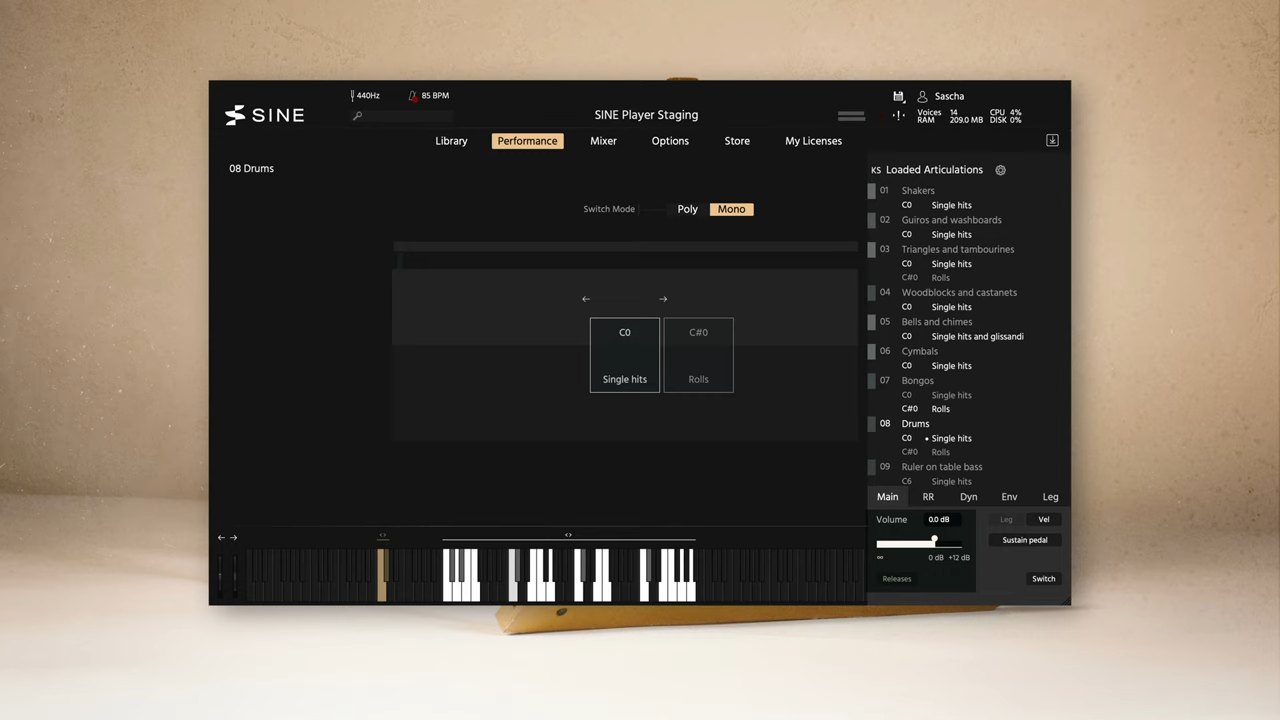 440Hz
85 BPM
Sascha
SINE
SINE Player Staging
Voices 14
RAM 209.0 MB
CPU 4%
DISK 0%
Library Performance Mixer Options Store My Licenses
08 Drums
KS Loaded Articulations
Switch Mode Poly Mono
C0
Single hits
C#0
Rolls
01 Shakers
C0 Single hits
02 Guiros and washboards
C0 Single hits
03 Triangles and tambourines
C0 Single hits
C#0 Rolls
04 Woodblocks and castanets
C0 Single hits
05 Bells and chimes
C0 Single hits and glissandi
06 Cymbals
C0 Single hits
07 Bongos
C0 Single hits
C#0 Rolls
08 Drums
C0 • Single hits
C#0 Rolls
09 Ruler on table bass
C6 Single hits
Main RR Dyn Env Leg
Volume 0.0 dB
Leg Vel
Sustain pedal
∞ 0 dB +12 dB
Releases
Switch